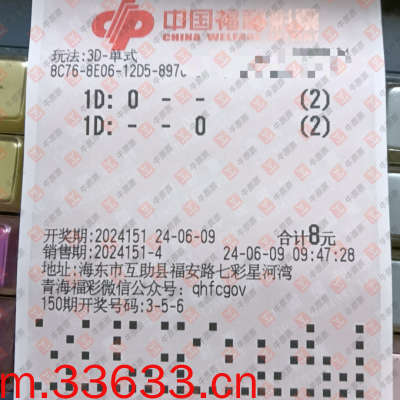 中国福
CHINA WELFARE
玩法:3D-单式
8C76-8E06-12D5-897
1D: 0 - - (2)
1D: - - 0 (2)
开奖期:2024151 24-06-09 合计8元
销售期:2024151-4 24-06-09 09:47:28
地址:海东市互助县福安路七彩星河湾
青海福彩微信公众号: qhfcgov
150期开奖号码:3-5-6
m.33633.cn